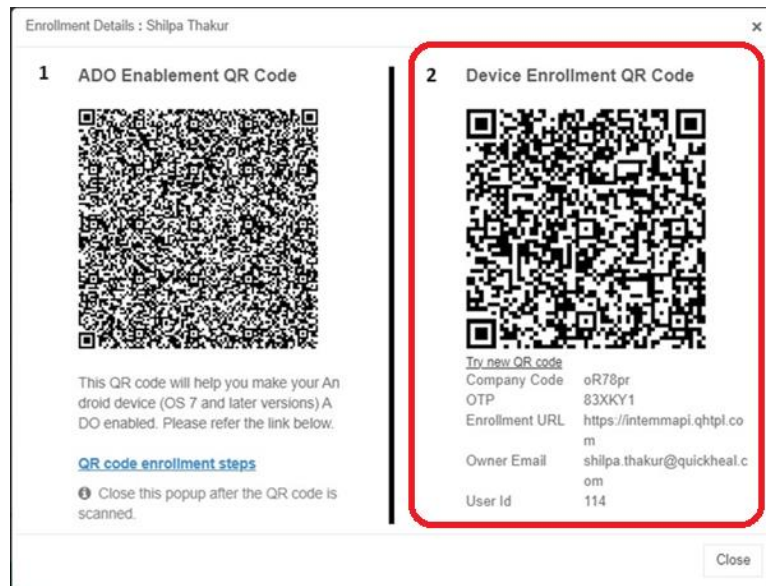 Enrollment Details : Shilpa Thakur
×
1 ADO Enablement QR Code
This QR code will help you make your An
droid device (OS 7 and later versions) A
DO enabled. Please refer the link below.
QR code enrollment steps
Close this popup after the QR code is
scanned.
2 Device Enrollment QR Code
Try new QR code
Company Code oR78pr
OTP 83XKY1
Enrollment URL https://intemmapi.qhtpl.co
m
Owner Email shilpa.thakur@quickheal.c
om
User Id 114
Close